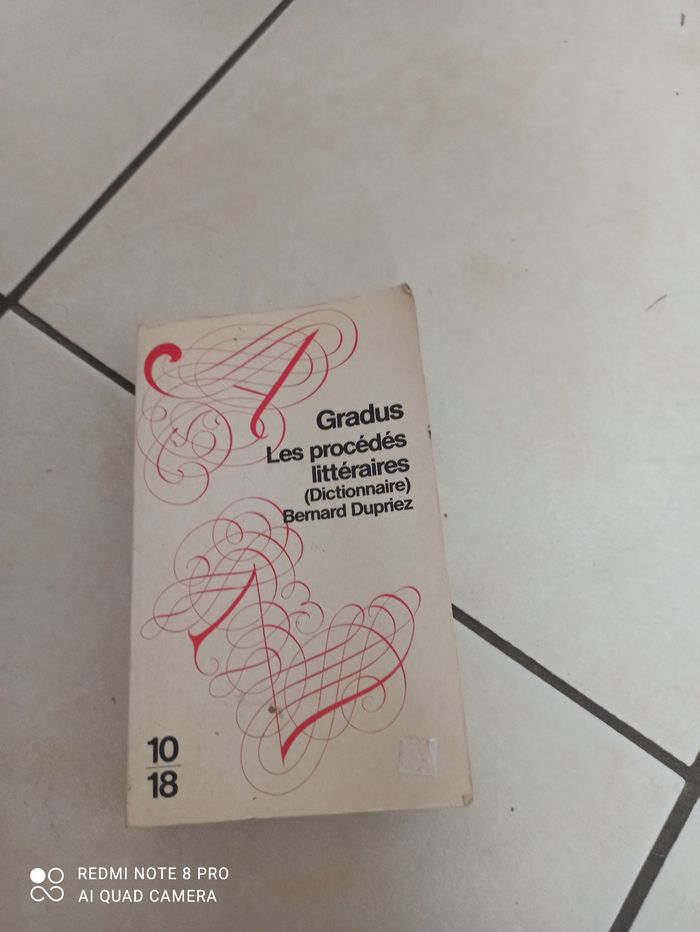 Gradus
Les procédés
littéraires
(Dictionnaire)
Bernard Dupriez
10
18
REDMI NOTE 8 PRO
AI QUAD CAMERA